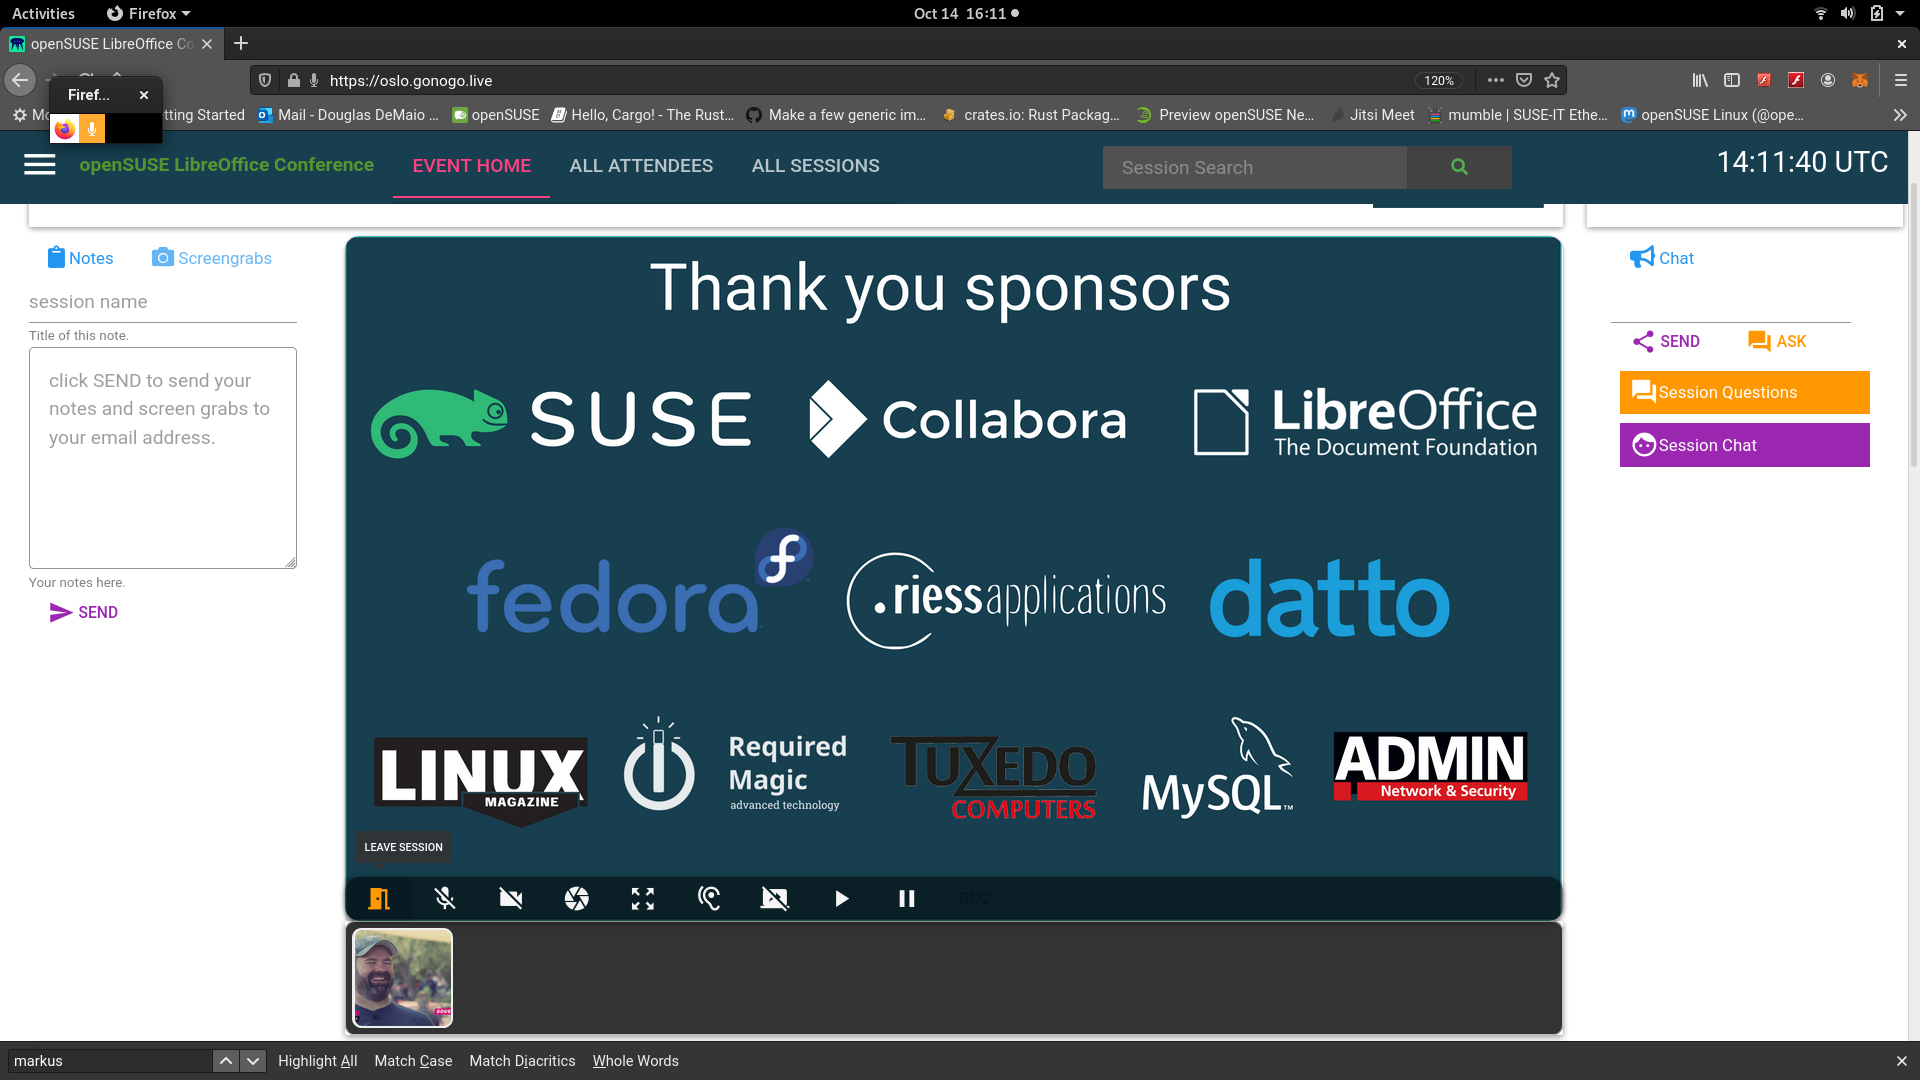 Activities
Firefox
Oct 14 16:11
openSUSE LibreOffice Co
https://oslo.gonogo.live
120%
Firef...
Mo
tting Started
Mail - Douglas DeMaio ...
openSUSE
Hello, Cargo! - The Rust...
Make a few generic im...
crates.io: Rust Packag...
Preview openSUSE Ne...
Jitsi Meet
mumble | SUSE-IT Ethe...
openSUSE Linux (@ope...
openSUSE LibreOffice Conference
EVENT HOME
ALL ATTENDEES
ALL SESSIONS
Session Search
14:11:40 UTC
Notes
Screengrabs
session name
Title of this note.
click SEND to send your
notes and screen grabs to
your email address.
Your notes here.
SEND
Thank you sponsors
SUSE
Collabora
LibreOffice
The Document Foundation
fedora
.riessapplications
datto
LINUX
MAGAZINE
Required
Magic
advanced technology
TUXEDO
COMPUTERS
MySQL™
ADMIN
Network & Security
LEAVE SESSION
REC
Chat
SEND
ASK
Session Questions
Session Chat
markus
Highlight All
Match Case
Match Diacritics
Whole Words